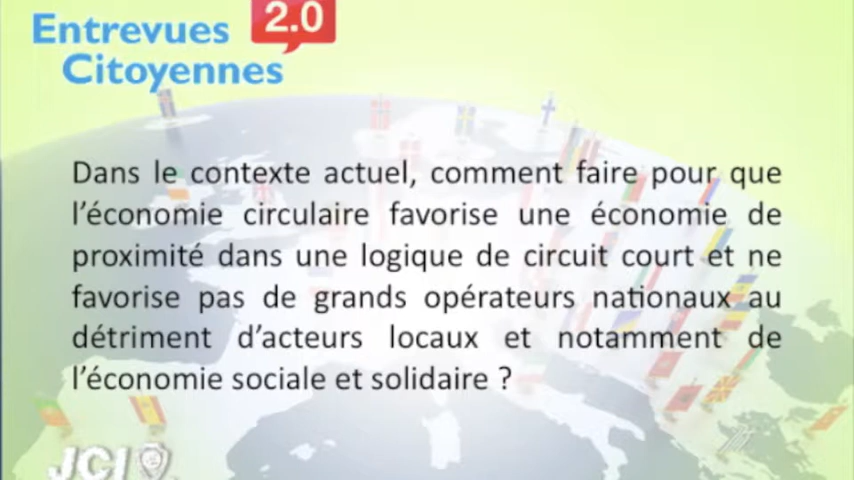 Entrevues 2.0
Citoyennes
Dans le contexte actuel, comment faire pour que
l’économie circulaire favorise une économie de
proximité dans une logique de circuit court et ne
favorise pas de grands opérateurs nationaux au
détriment d’acteurs locaux et notamment de
l’économie sociale et solidaire ?
JCI